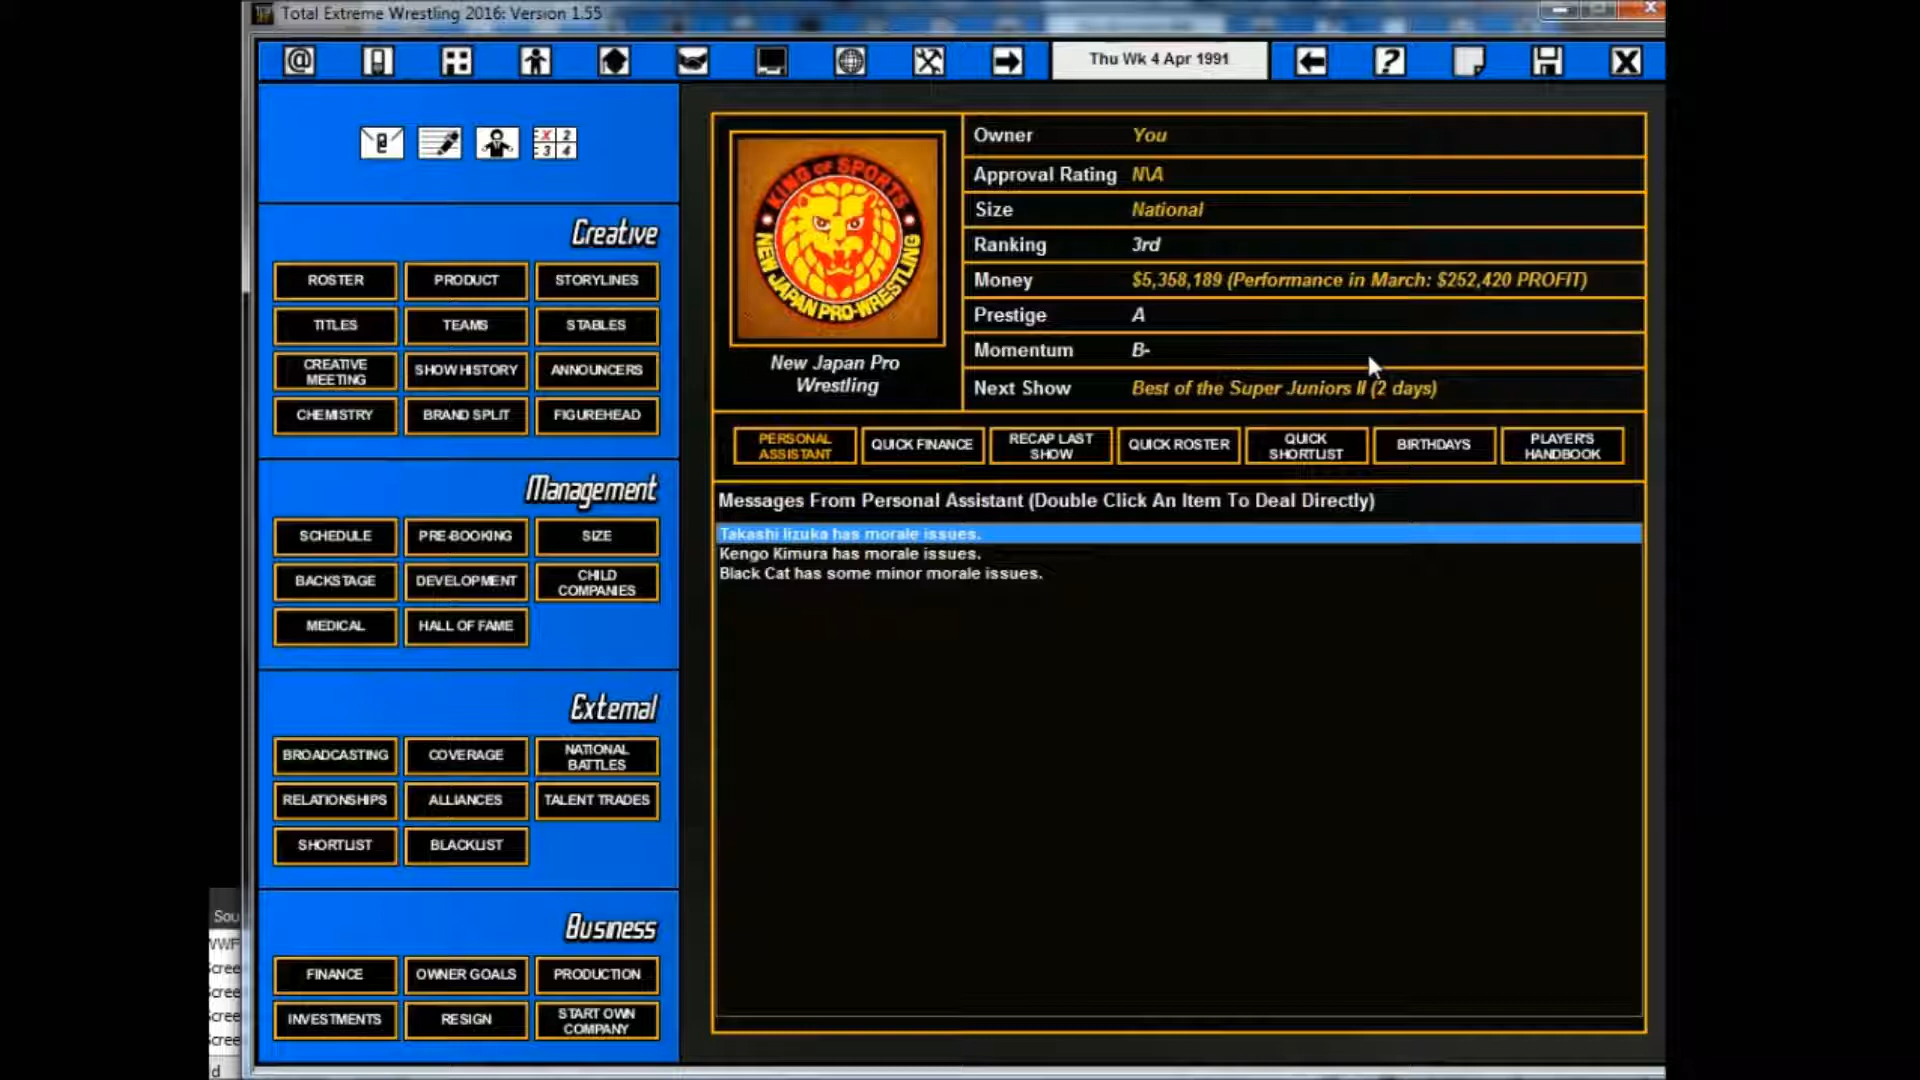 Total Extreme Wrestling 2016: Version 1.55
Thu Wk 4 Apr 1991
Creative
ROSTER
PRODUCT
STORYLINES
TITLES
TEAMS
STABLES
CREATIVE
MEETING
SHOW HISTORY
ANNOUNCERS
CHEMISTRY
BRAND SPLIT
FIGUREHEAD
Management
SCHEDULE
PRE-BOOKING
SIZE
BACKSTAGE
DEVELOPMENT
CHILD
COMPANIES
MEDICAL
HALL OF FAME
External
BROADCASTING
COVERAGE
NATIONAL
BATTLES
RELATIONSHIPS
ALLIANCES
TALENT TRADES
SHORTLIST
BLACKLIST
Business
FINANCE
OWNER GOALS
PRODUCTION
INVESTMENTS
RESIGN
START OWN
COMPANY
KING OF SPORTS
NEW JAPAN PRO-WRESTLING
New Japan Pro
Wrestling
Owner You
Approval Rating N\A
Size National
Ranking 3rd
Money $5,358,189 (Performance in March: $252,420 PROFIT)
Prestige A
Momentum B-
Next Show Best of the Super Juniors II (2 days)
PERSONAL
ASSISTANT
QUICK FINANCE
RECAP LAST
SHOW
QUICK ROSTER
QUICK
SHORTLIST
BIRTHDAYS
PLAYER'S
HANDBOOK
Messages From Personal Assistant (Double Click An Item To Deal Directly)
Takashi Iizuka has morale issues.
Kengo Kimura has morale issues.
Black Cat has some minor morale issues.
Sou
WWF
Scree
Scree
Scree
Scree
d